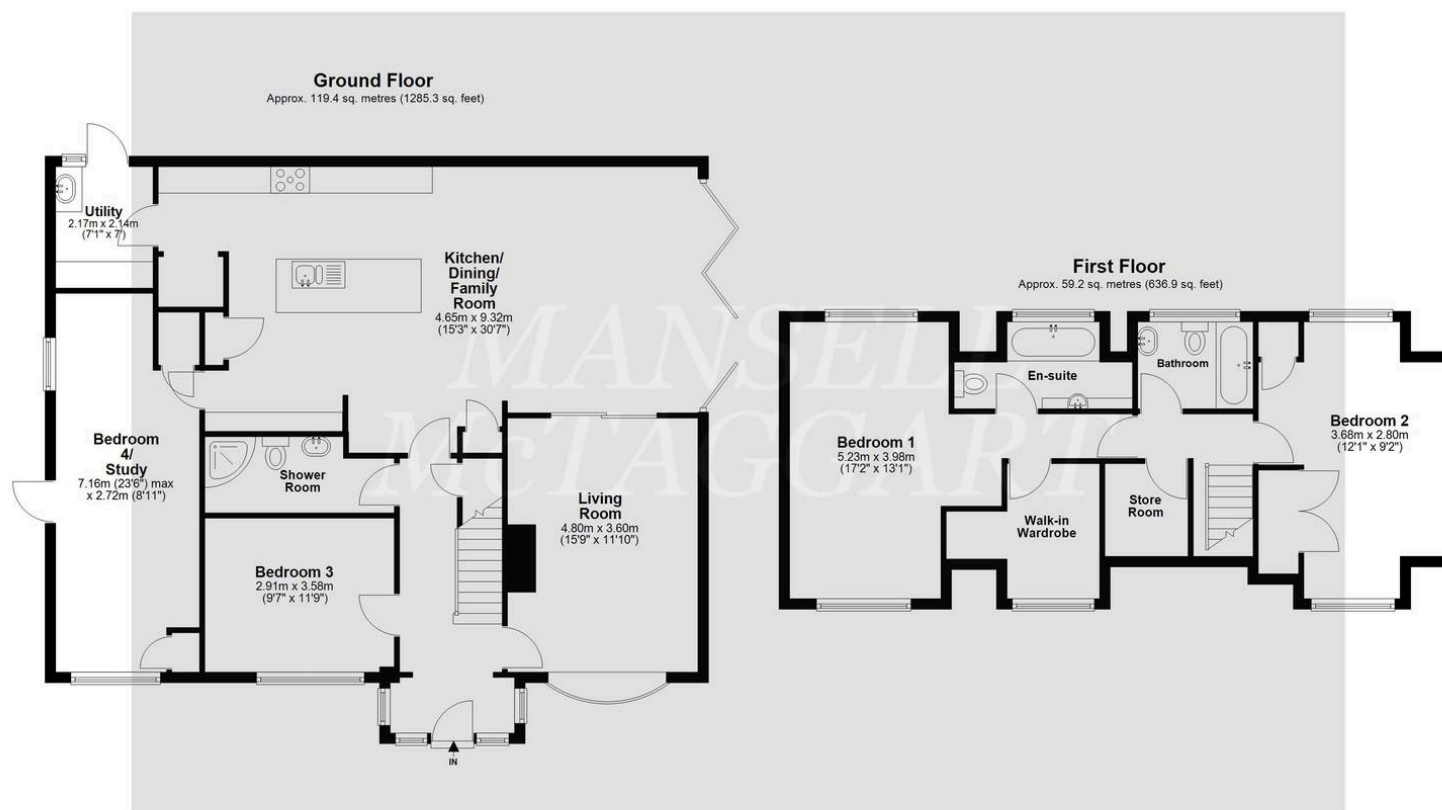 Ground Floor
Approx. 119.4 sq. metres (1285.3 sq. feet)
Utility
2.17m x 2.14m
(7'1" x 7')
Kitchen/
Dining/
Family
Room
4.65m x 9.32m
(15'3" x 30'7")
Bedroom
4/
Study
7.16m (23'6") max
x 2.72m (8'11")
Shower
Room
Bedroom 3
2.91m x 3.58m
(9'7" x 11'9")
Living
Room
4.80m x 3.60m
(15'9" x 11'10")
IN
First Floor
Approx. 59.2 sq. metres (636.9 sq. feet)
Bedroom 1
5.23m x 3.98m
(17'2" x 13'1")
En-suite
Bathroom
Bedroom 2
3.68m x 2.80m
(12'1" x 9'2")
Walk-in
Wardrobe
Store
Room
MANSELL
McTAGGART